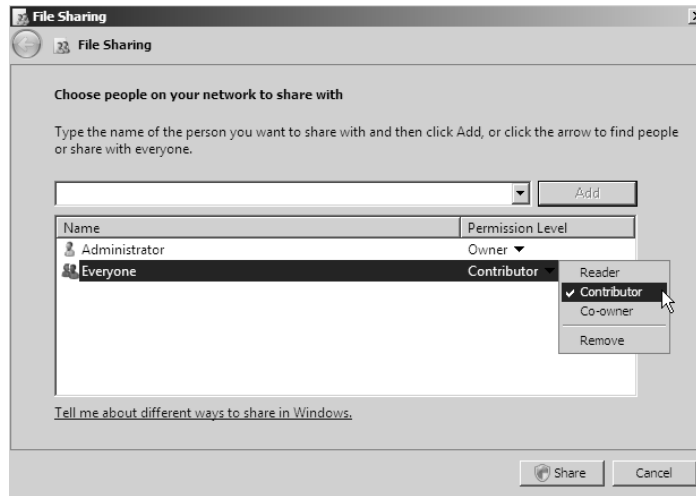 File Sharing
File Sharing
Choose people on your network to share with
Type the name of the person you want to share with and then click Add, or click the arrow to find people
or share with everyone.
Add
Name Permission Level
Administrator Owner
Everyone Contributor
Reader
Contributor
Co-owner
Remove
Tell me about different ways to share in Windows.
Share Cancel